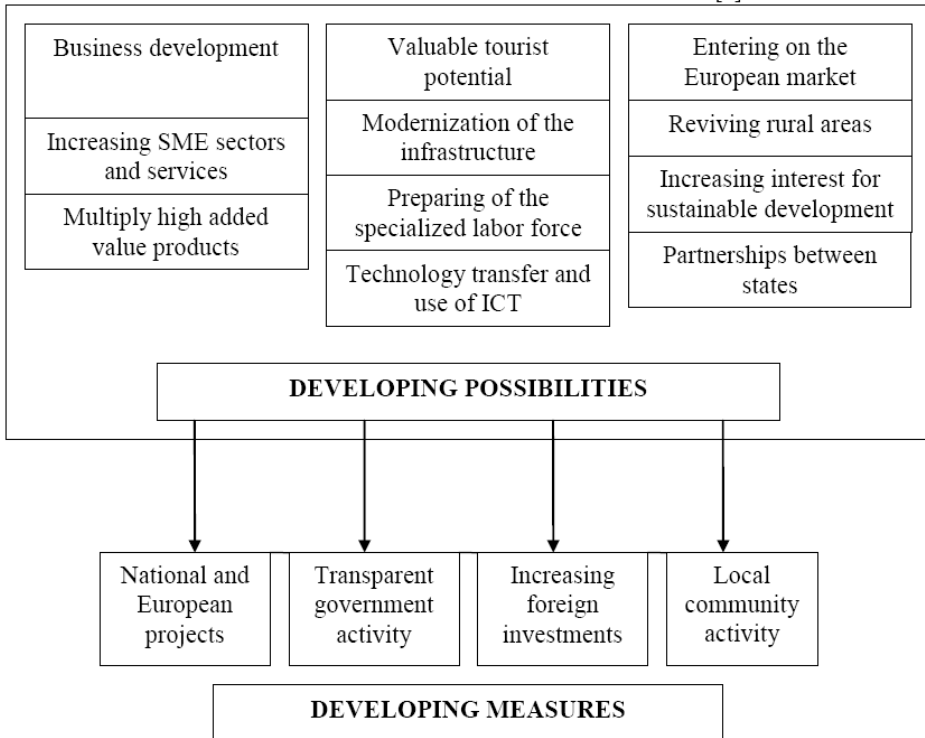 Business development
Increasing SME sectors
and services
Multiply high added
value products
Valuable tourist
potential
Modernization of the
infrastructure
Preparing of the
specialized labor force
Technology transfer and
use of ICT
Entering on the
European market
Reviving rural areas
Increasing interest for
sustainable development
Partnerships between
states
DEVELOPING POSSIBILITIES
National and
European
projects
Transparent
government
activity
Increasing
foreign
investments
Local
community
activity
DEVELOPING MEASURES